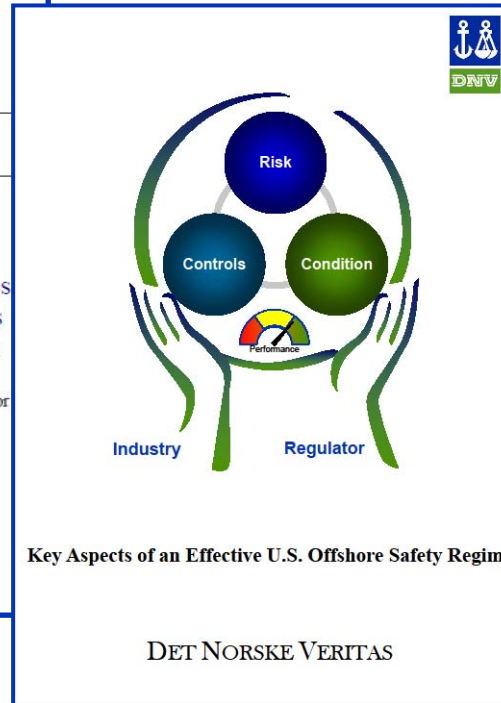 DNV
Risk
Controls
Condition
Performance
Industry
Regulator
Key Aspects of an Effective U.S. Offshore Safety Regim
DET NORSKE VERITAS